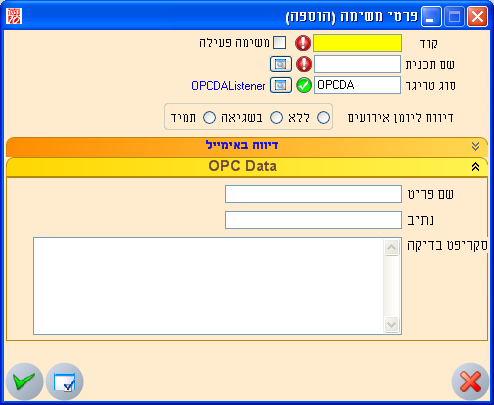 פרטי משימה (הוספה)
קוד משימה פעילה
שם תכנית
סוג טריגר OPCDA OPCDAListener
דיווח ליומן אירועים ללא בשגיאה תמיד
דיווח באימייל
OPC Data
שם פריט
נתיב
סקריפט בדיקה